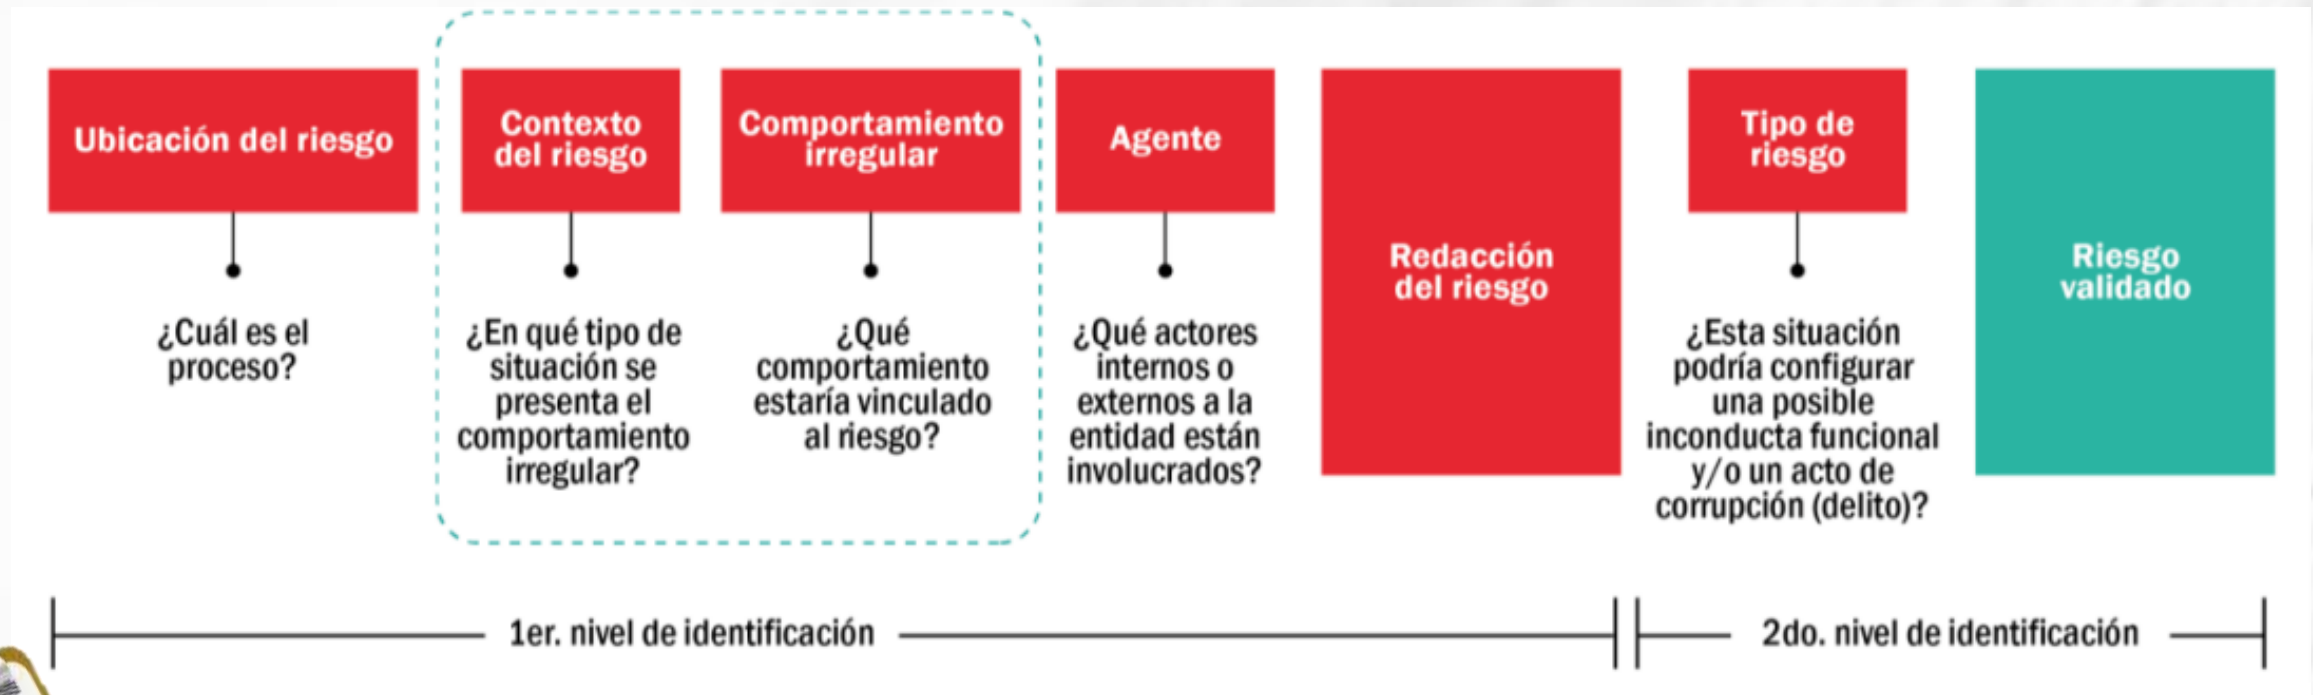 Ubicación del riesgo
Contexto
del riesgo
Comportamiento
irregular
Agente
Redacción
del riesgo
Tipo de
riesgo
Riesgo
validado
¿Cuál es el
proceso?
¿En qué tipo de
situación se
presenta el
comportamiento
irregular?
¿Qué
comportamiento
estaría vinculado
al riesgo?
¿Qué actores
internos o
externos a la
entidad están
involucrados?
¿Esta situación
podría configurar
una posible
inconducta funcional
y/o un acto de
corrupción (delito)?
1er. nivel de identificación
2do. nivel de identificación